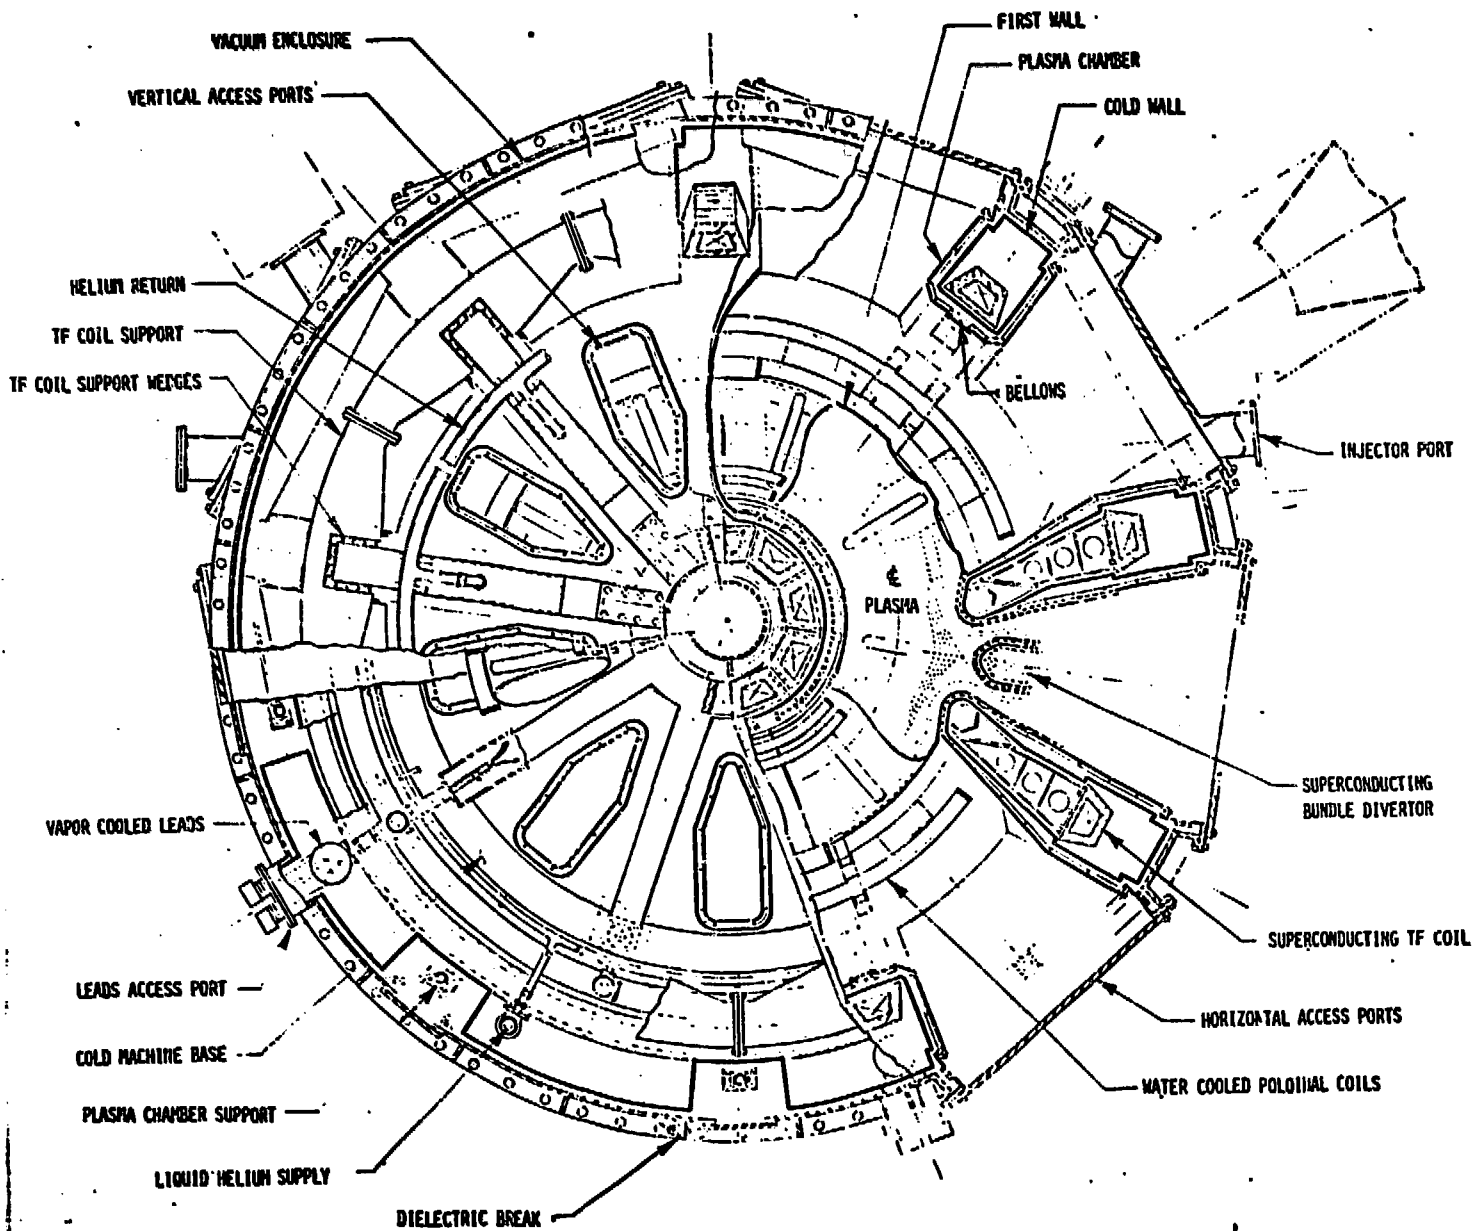 VACUUM ENCLOSURE
VERTICAL ACCESS PORTS
HELIUM RETURN
TF COIL SUPPORT
TF COIL SUPPORT WEDGES
VAPOR COOLED LEADS
LEADS ACCESS PORT
COLD MACHINE BASE
PLASMA CHAMBER SUPPORT
LIQUID HELIUM SUPPLY
DIELECTRIC BREAK
FIRST WALL
PLASMA CHAMBER
COLD WALL
BELLOWS
INJECTOR PORT
℄
PLASMA
SUPERCONDUCTING
BUNDLE DIVERTOR
SUPERCONDUCTING TF COIL
HORIZONTAL ACCESS PORTS
WATER COOLED POLOIDAL COILS